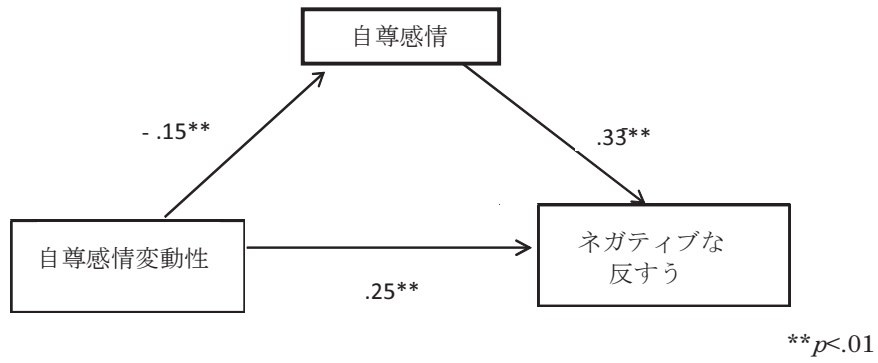 自尊感情
- .15**
.33**
自尊感情変動性
ネガティブな
反すう
.25**
**p<.01